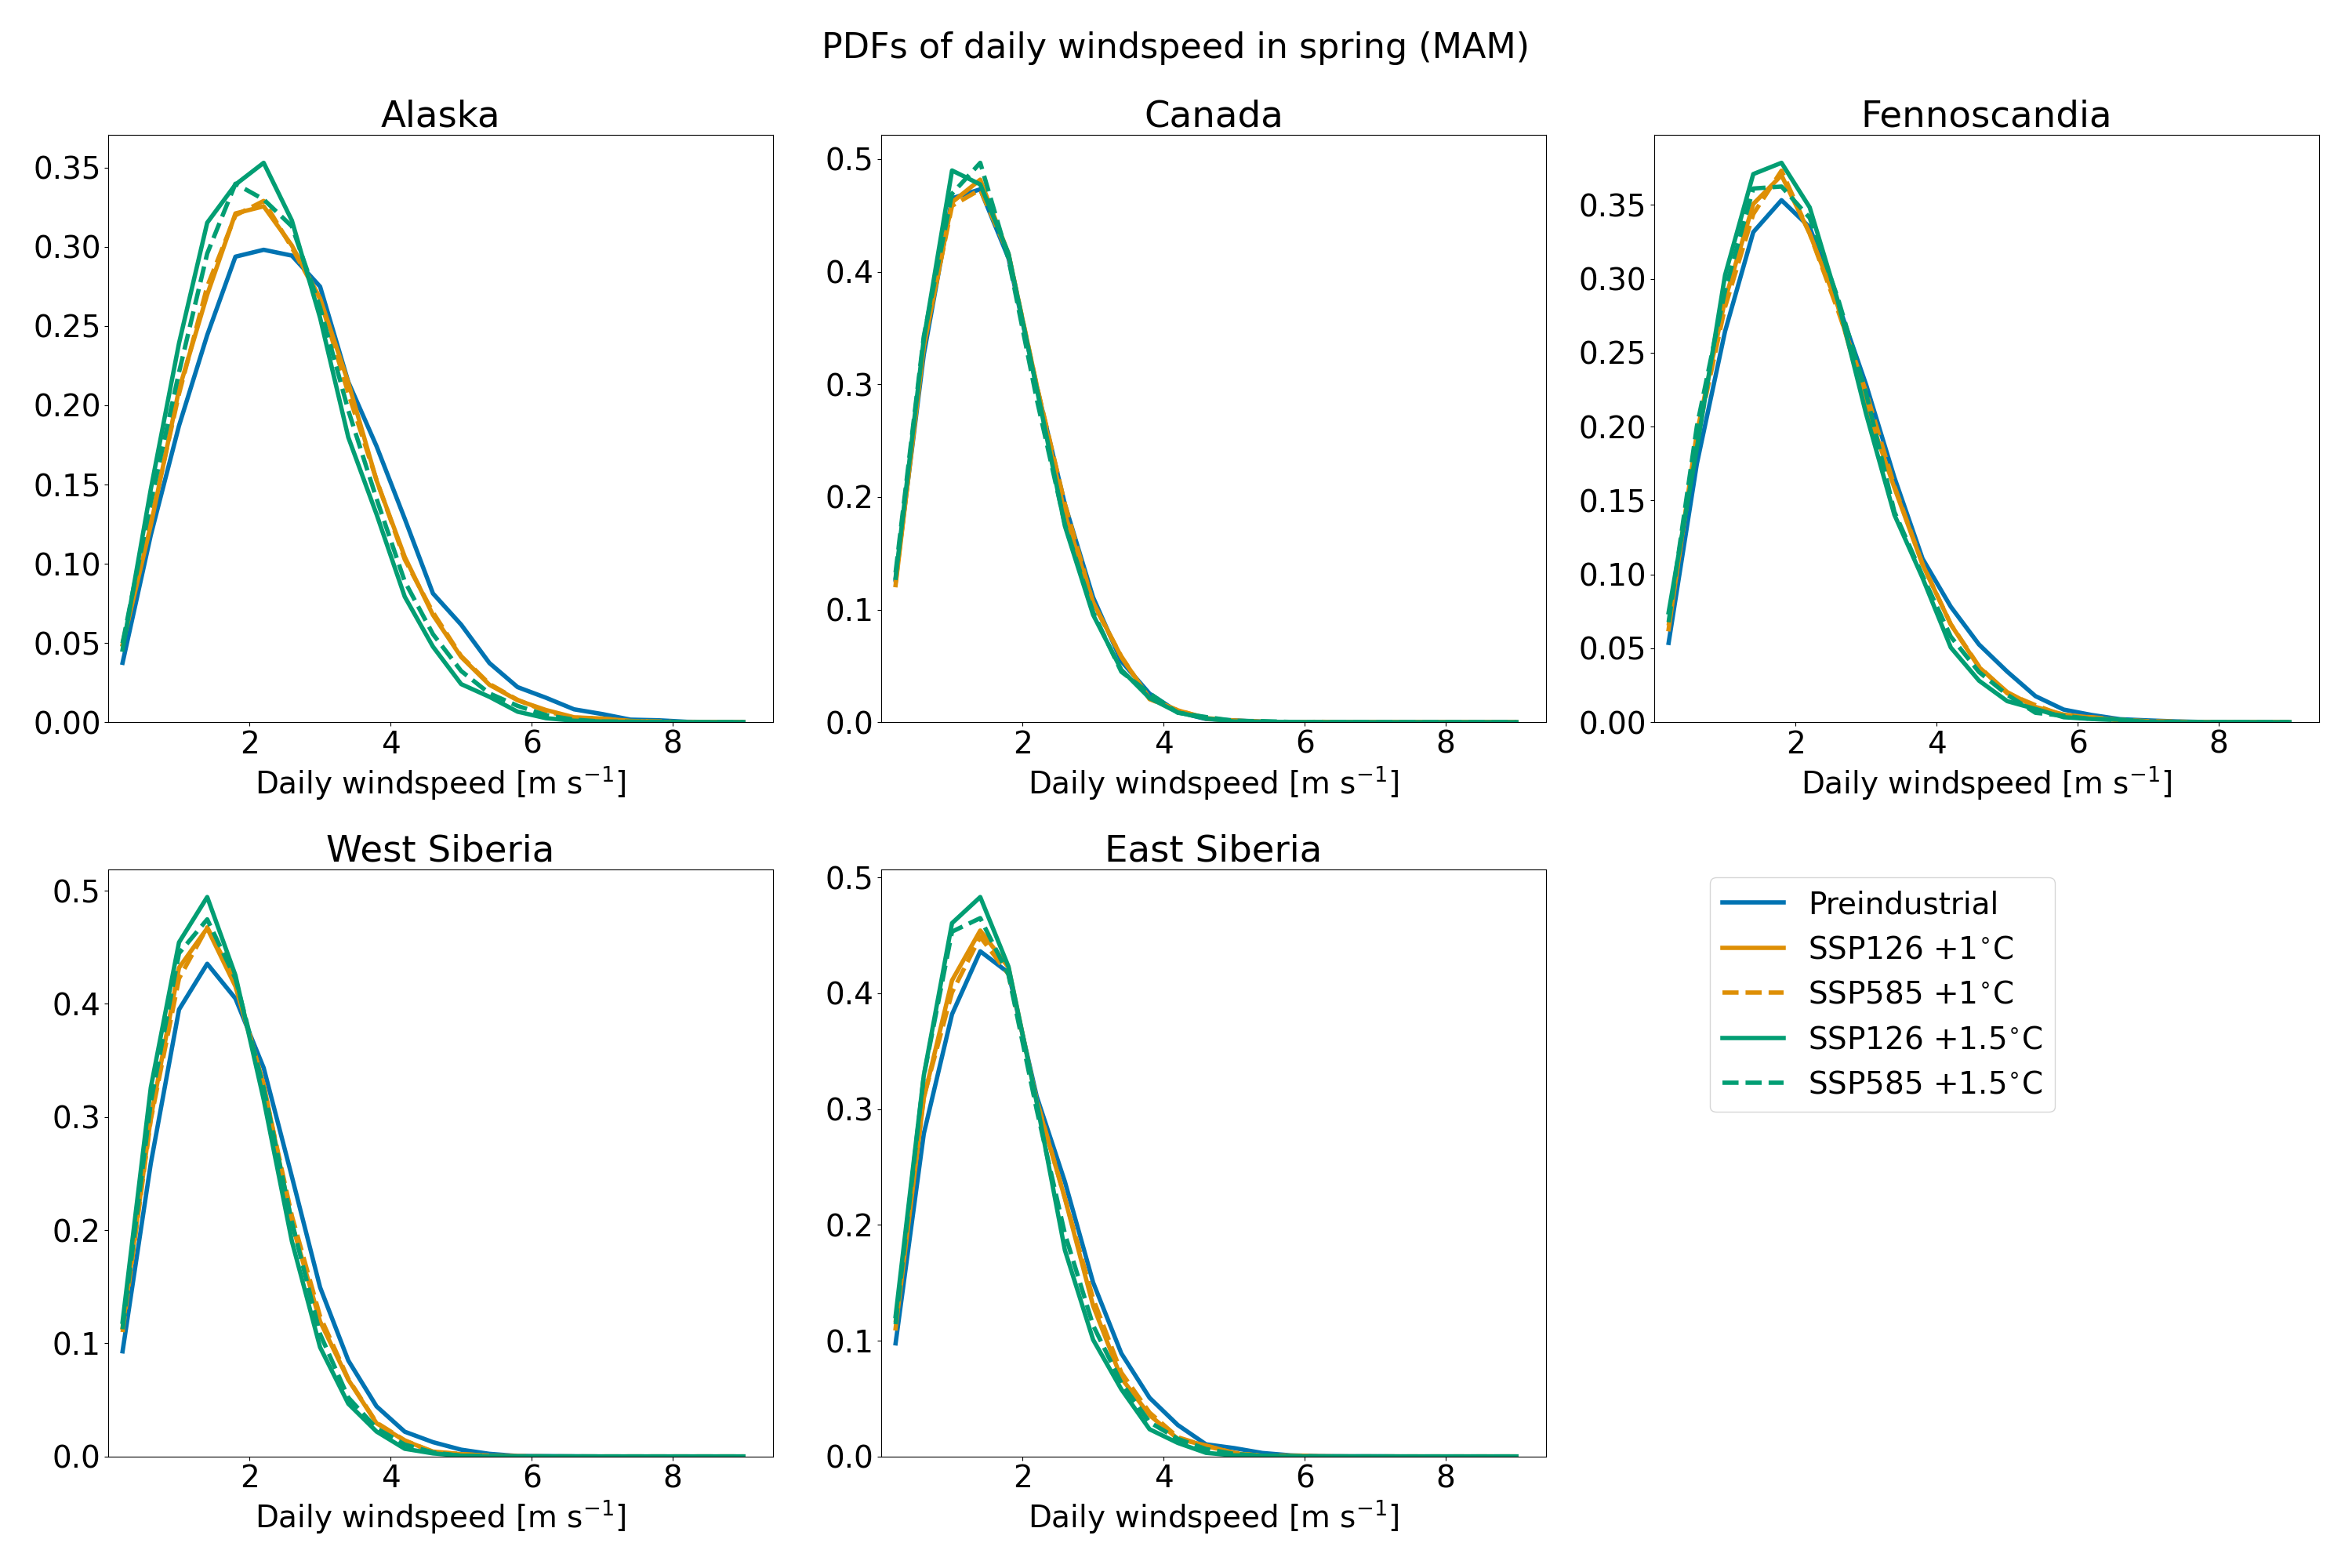 PDFs of daily windspeed in spring (MAM)
Alaska
0.35
0.30
0.25
0.20
0.15
0.10
0.05
0.00
2 4 6 8
Daily windspeed [m s⁻¹]
Canada
0.5
0.4
0.3
0.2
0.1
0.0
2 4 6 8
Daily windspeed [m s⁻¹]
Fennoscandia
0.35
0.30
0.25
0.20
0.15
0.10
0.05
0.00
2 4 6 8
Daily windspeed [m s⁻¹]
West Siberia
0.5
0.4
0.3
0.2
0.1
0.0
2 4 6 8
Daily windspeed [m s⁻¹]
East Siberia
0.5
0.4
0.3
0.2
0.1
0.0
2 4 6 8
Daily windspeed [m s⁻¹]
Preindustrial
SSP126 +1°C
SSP585 +1°C
SSP126 +1.5°C
SSP585 +1.5°C